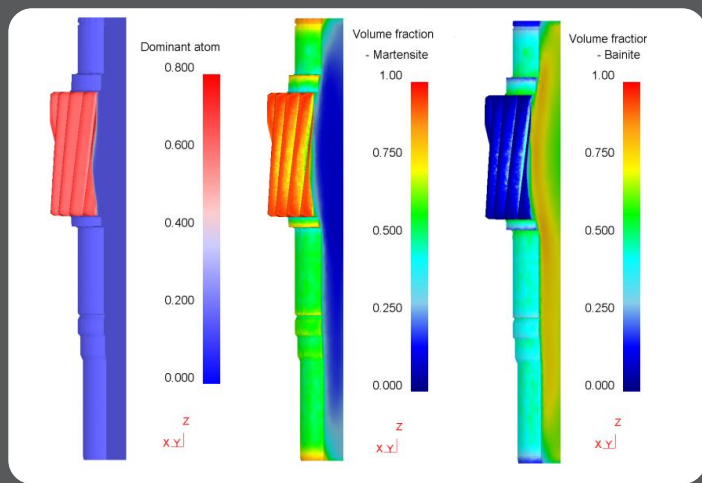 Dominant atom
0.800
0.600
0.400
0.200
0.000
Z
X Y
Volume fraction
- Martensite
1.00
0.750
0.500
0.250
0.000
Z
X Y
Volume fraction
- Bainite
1.00
0.750
0.500
0.250
0.000
Z
X Y